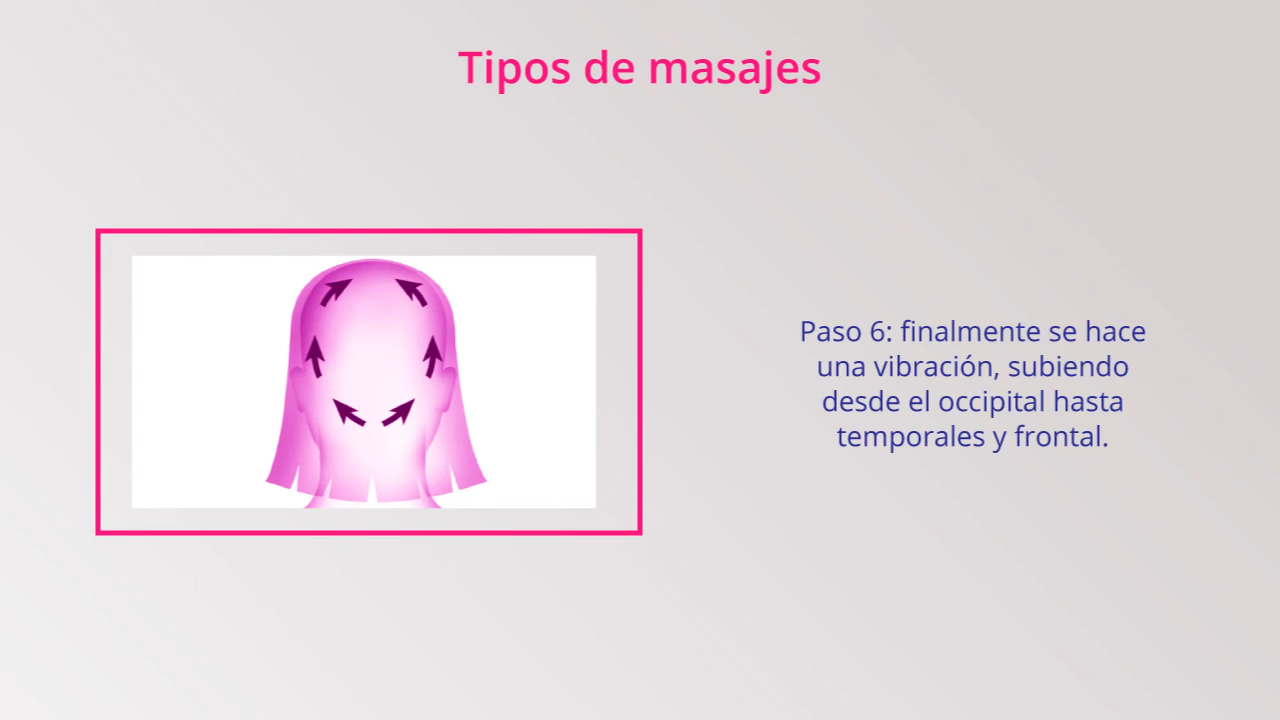 Tipos de masajes
Paso 6: finalmente se hace
una vibración, subiendo
desde el occipital hasta
temporales y frontal.